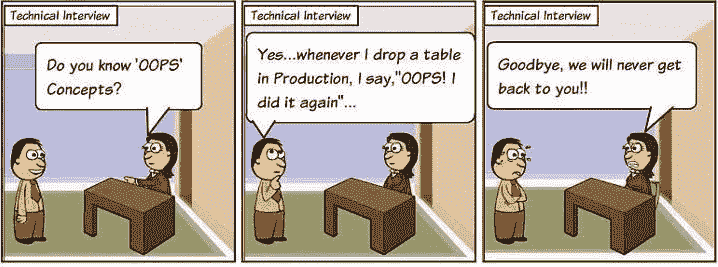 Technical Interview
Do you know 'OOPS'
Concepts?
Technical Interview
Yes...whenever I drop a table
in Production, I say,"OOPS! I
did it again"...
Technical Interview
Goodbye, we will never get
back to you!!